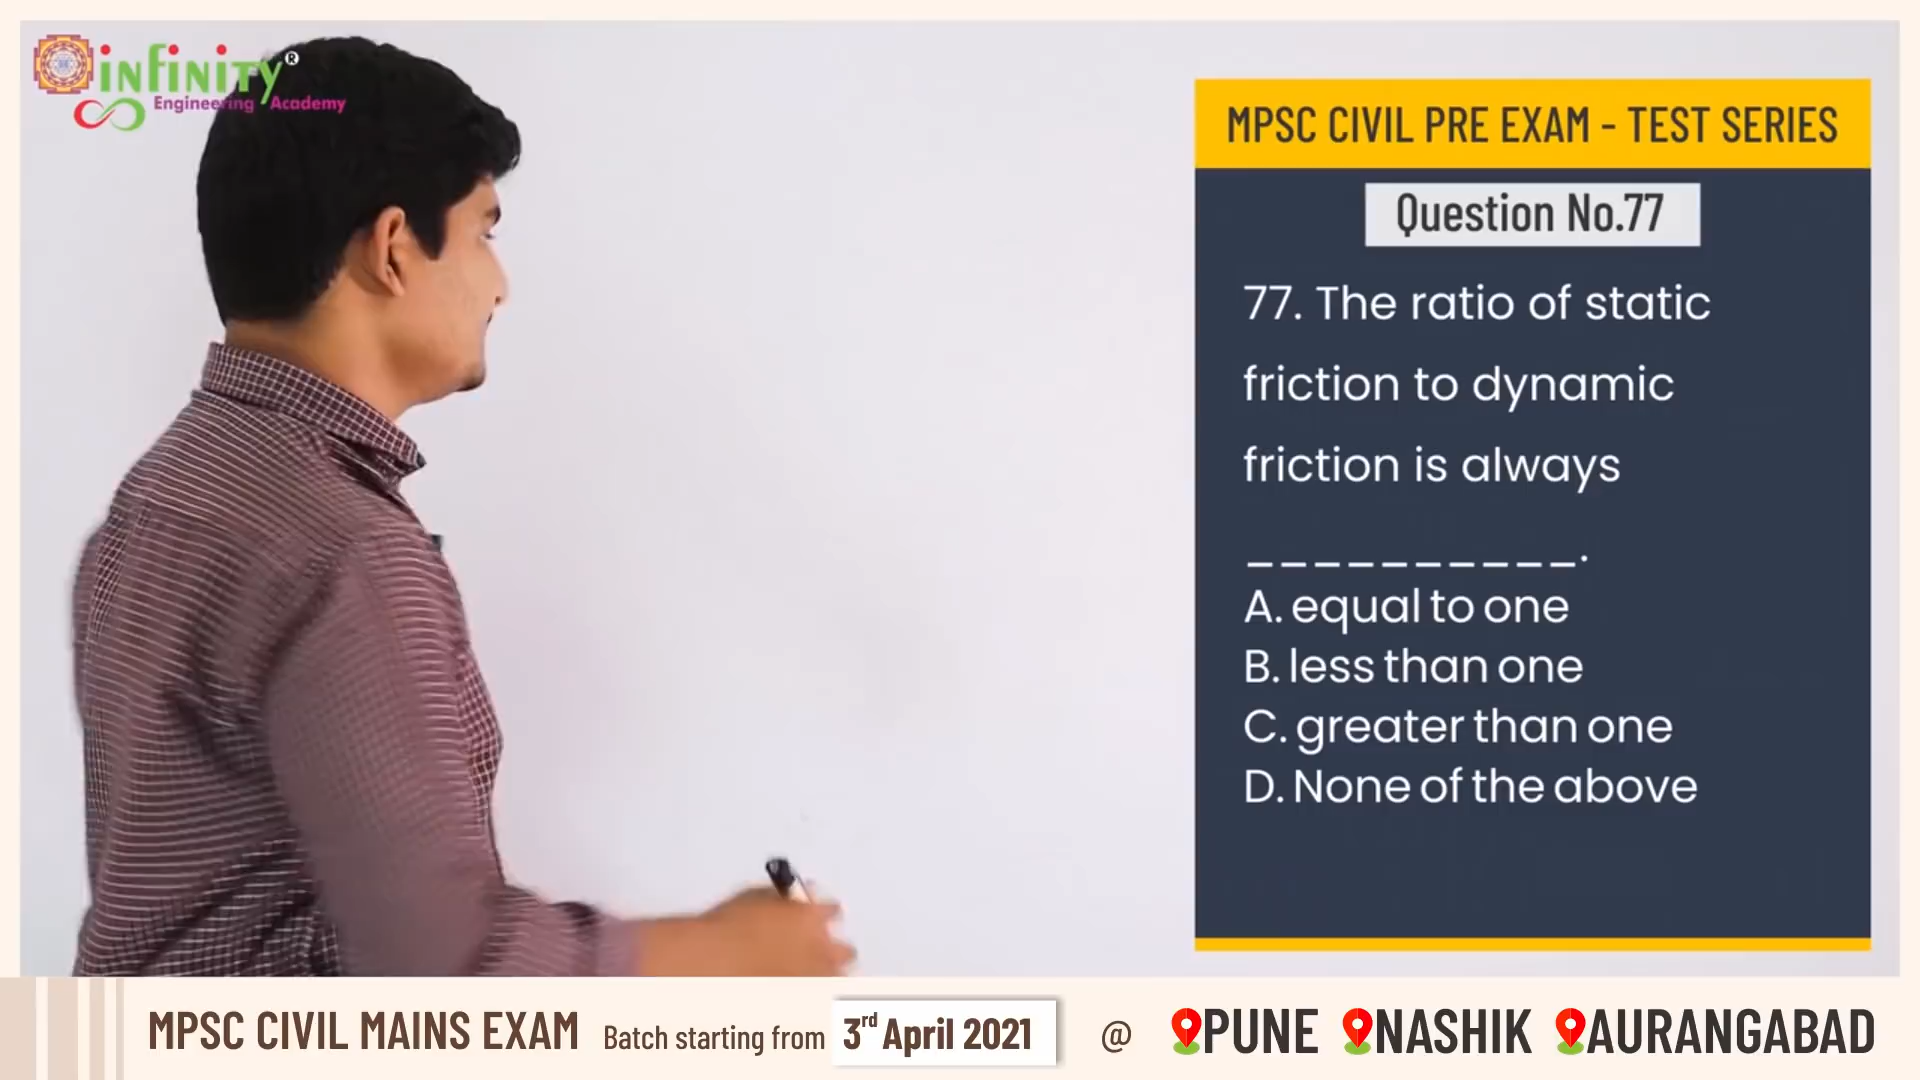 infinity®
Engineering Academy
MPSC CIVIL PRE EXAM - TEST SERIES
Question No.77
77. The ratio of static
friction to dynamic
friction is always
__________.
A. equal to one
B. less than one
C. greater than one
D. None of the above
MPSC CIVIL MAINS EXAM Batch starting from 3rd April 2021 @ PUNE NASHIK AURANGABAD